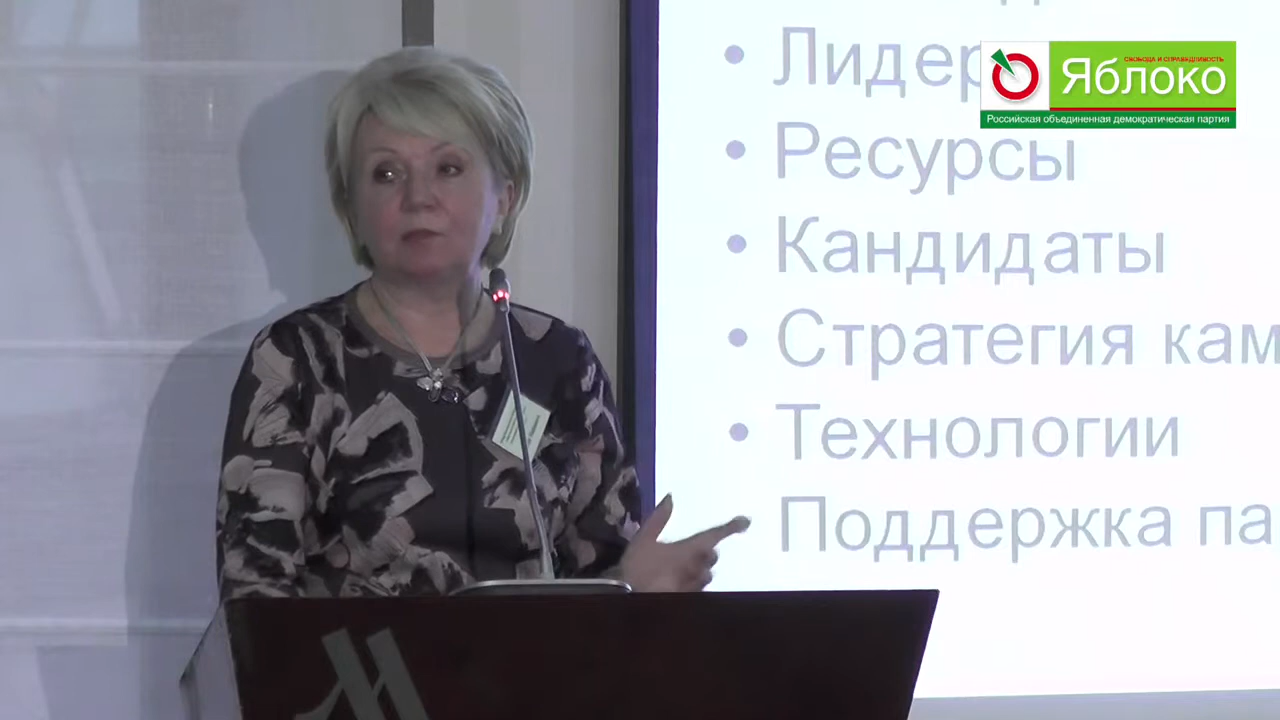 Лидер
СВОБОДА И СПРАВЕДЛИВОСТЬ
Яблоко
Российская объединенная демократическая партия
• Ресурсы
• Кандидаты
• Стратегия кам
• Технологии
Поддержка па